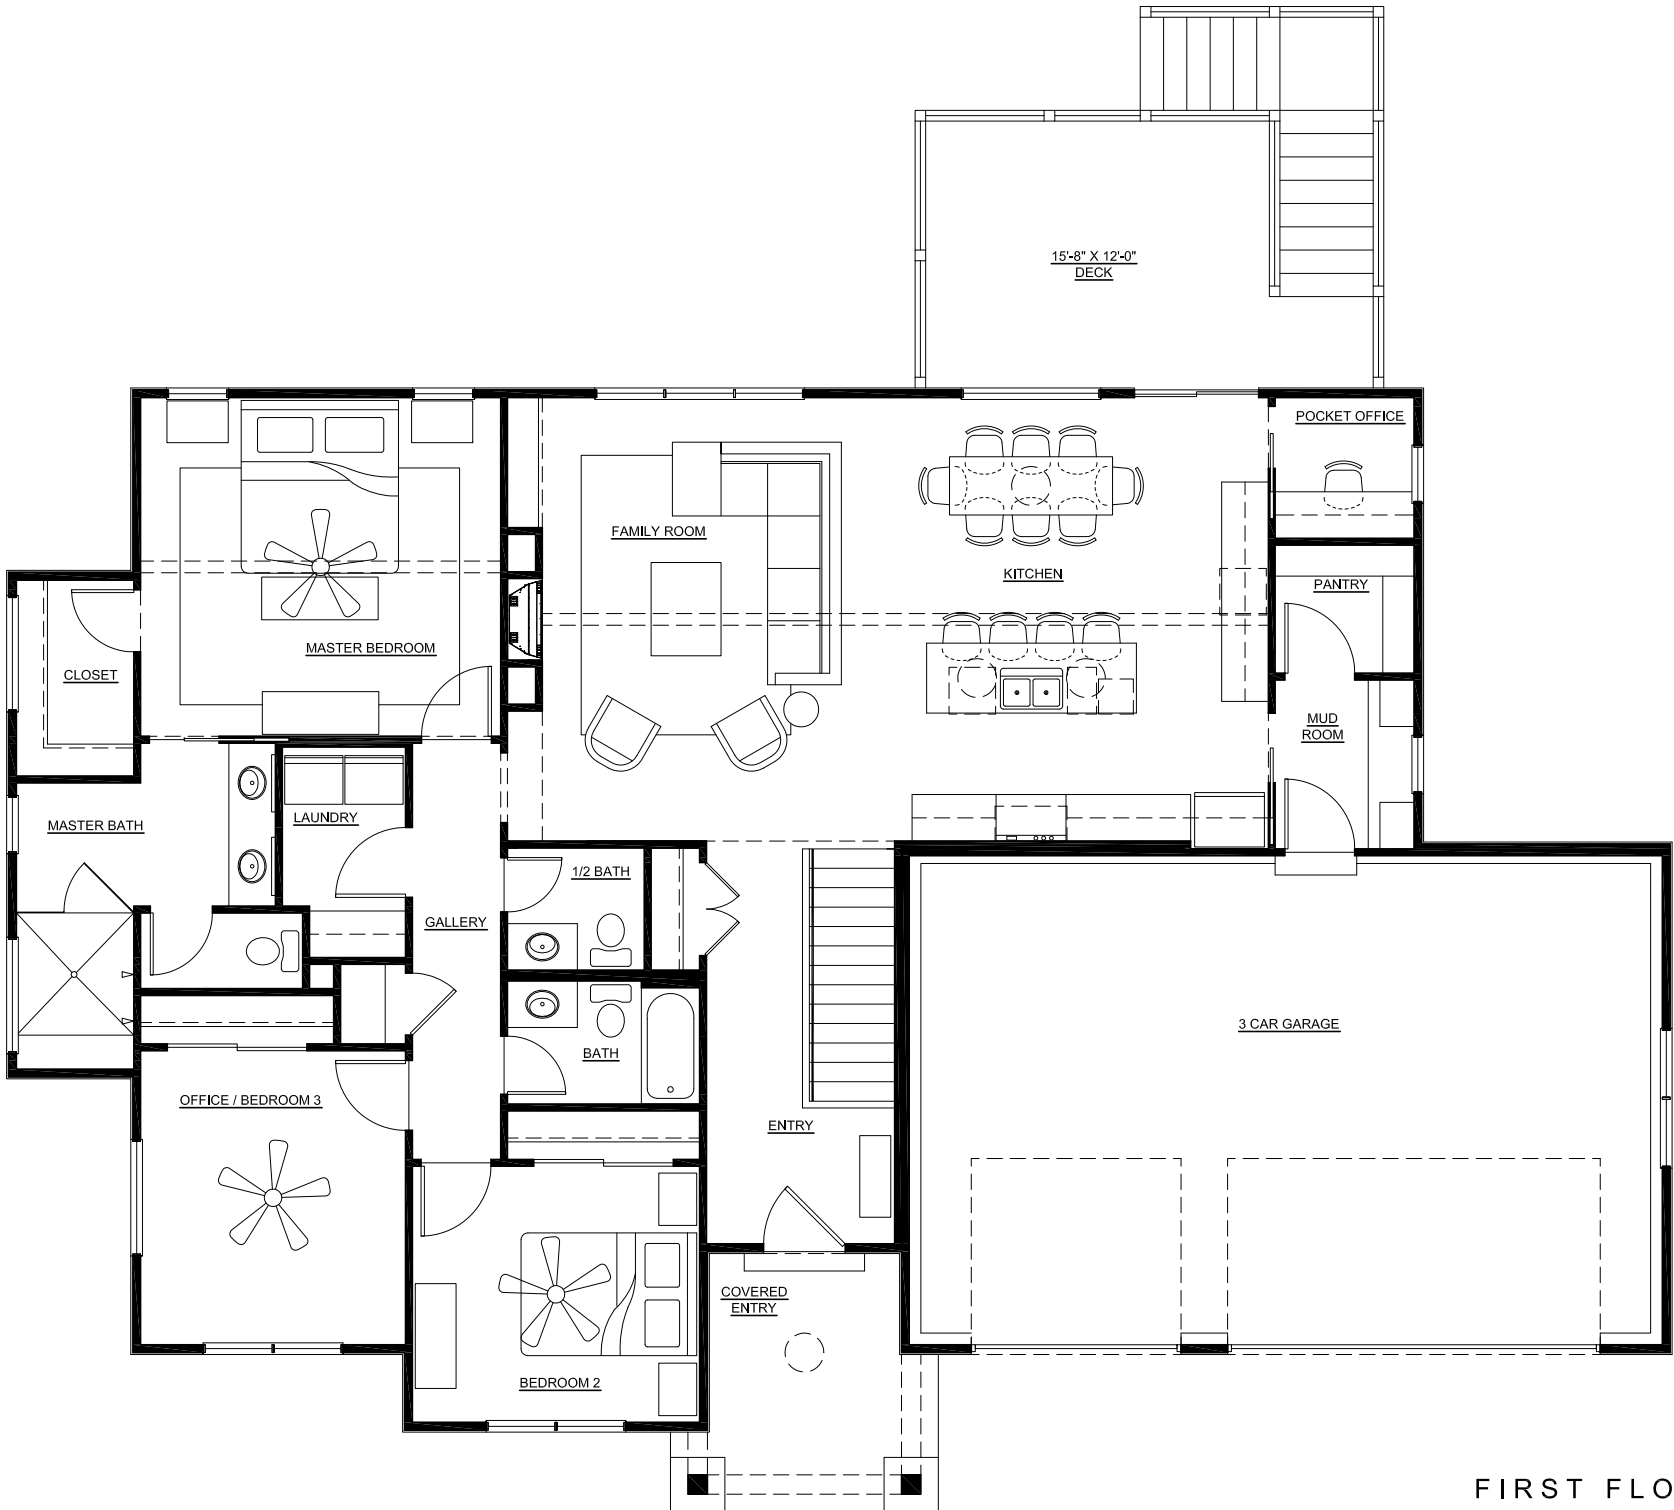 15'-8" X 12'-0"
DECK
POCKET OFFICE
FAMILY ROOM
KITCHEN
PANTRY
MASTER BEDROOM
CLOSET
MUD
ROOM
LAUNDRY
MASTER BATH
1/2 BATH
GALLERY
3 CAR GARAGE
BATH
OFFICE / BEDROOM 3
ENTRY
COVERED
ENTRY
BEDROOM 2
FIRST FLO